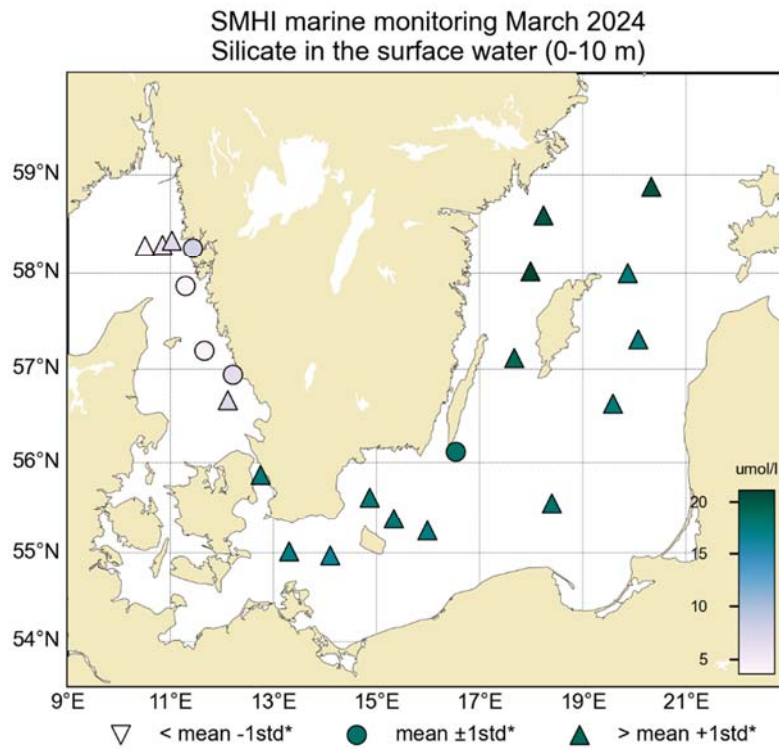 SMHI marine monitoring March 2024
Silicate in the surface water (0-10 m)
59°N
58°N
57°N
56°N
55°N
54°N
umol/l
20
15
10
5
9°E 11°E 13°E 15°E 17°E 19°E 21°E
< mean -1std* mean ±1std* > mean +1std*